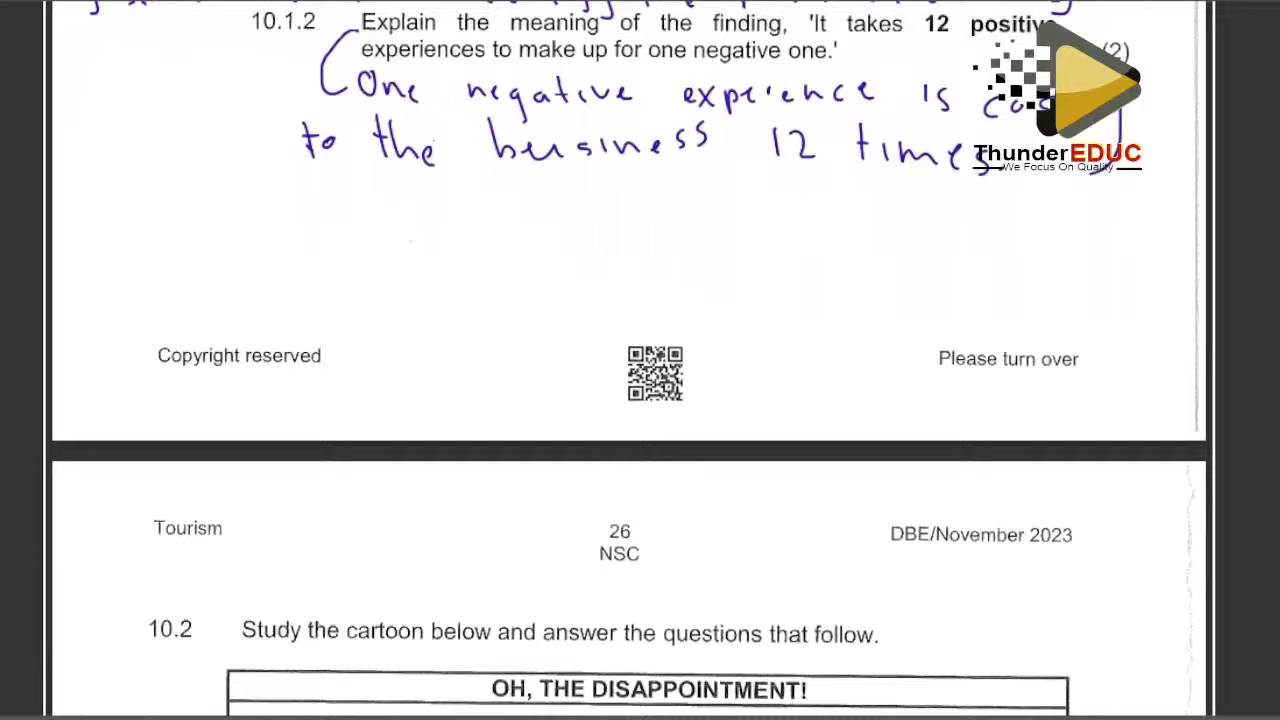 10.1.2 Explain the meaning of the finding, 'It takes 12 positive
experiences to make up for one negative one.' (2)
One negative experience is
to the business 12 times
ThunderEDUC
We Focus On Quality
Copyright reserved
Please turn over
Tourism
26
NSC
DBE/November 2023
10.2 Study the cartoon below and answer the questions that follow.
OH, THE DISAPPOINTMENT!